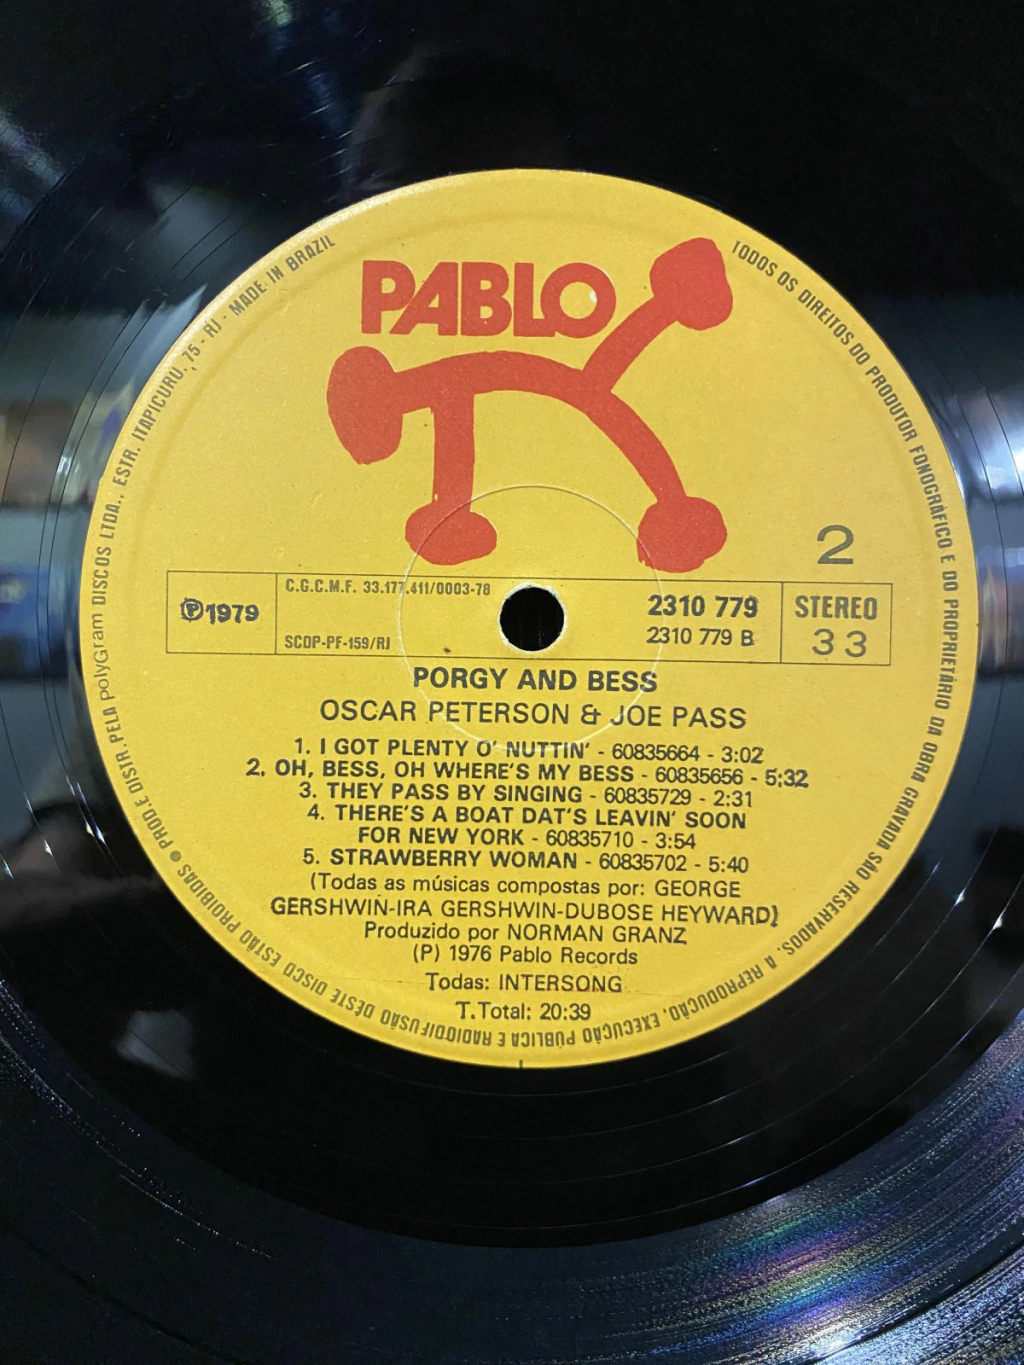 PABLO
2
℗1979
C.G.C.M.F. 33.177.411/0003-78
SCDP-PF-159/RJ
2310 779
2310 779 B
STEREO
33
PORGY AND BESS
OSCAR PETERSON & JOE PASS
1. I GOT PLENTY O' NUTTIN' - 60835664 - 3:02
2. OH, BESS, OH WHERE'S MY BESS - 60835656 - 5:32
3. THEY PASS BY SINGING - 60835729 - 2:31
4. THERE'S A BOAT DAT'S LEAVIN' SOON
FOR NEW YORK - 60835710 - 3:54
5. STRAWBERRY WOMAN - 60835702 - 5:40
(Todas as músicas compostas por: GEORGE
GERSHWIN-IRA GERSHWIN-DUBOSE HEYWARD)
Produzido por NORMAN GRANZ
(P) 1976 Pablo Records
Todas: INTERSONG
T.Total: 20:39
TODOS OS DIREITOS DO PRODUTOR FONOGRÁFICO E DO PROPRIETÁRIO DA OBRA GRAVADA SÃO RESERVADOS. A REPRODUÇÃO, EXECUÇÃO PÚBLICA E RADIODIFUSÃO DESTE DISCO ESTÃO PROIBIDAS ● PROD. E DISTR. PELA polyGram DISCOS LTDA., ESTR. ITAPICURU, 75 - RJ - MADE IN BRAZIL